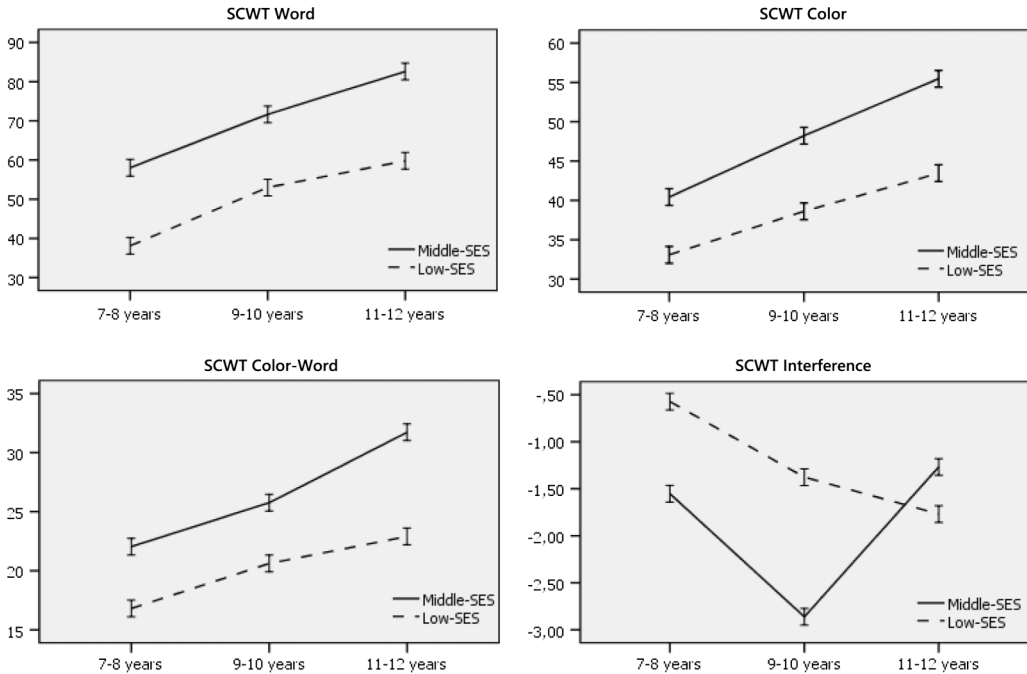 SCWT Word
90
80
70
60
50
40
30
Middle-SES
Low-SES
7-8 years 9-10 years 11-12 years
SCWT Color
60
55
50
45
40
35
30
Middle-SES
Low-SES
7-8 years 9-10 years 11-12 years
SCWT Color-Word
35
30
25
20
15
Middle-SES
Low-SES
7-8 years 9-10 years 11-12 years
SCWT Interference
-,50
-1,00
-1,50
-2,00
-2,50
-3,00
Middle-SES
Low-SES
7-8 years 9-10 years 11-12 years